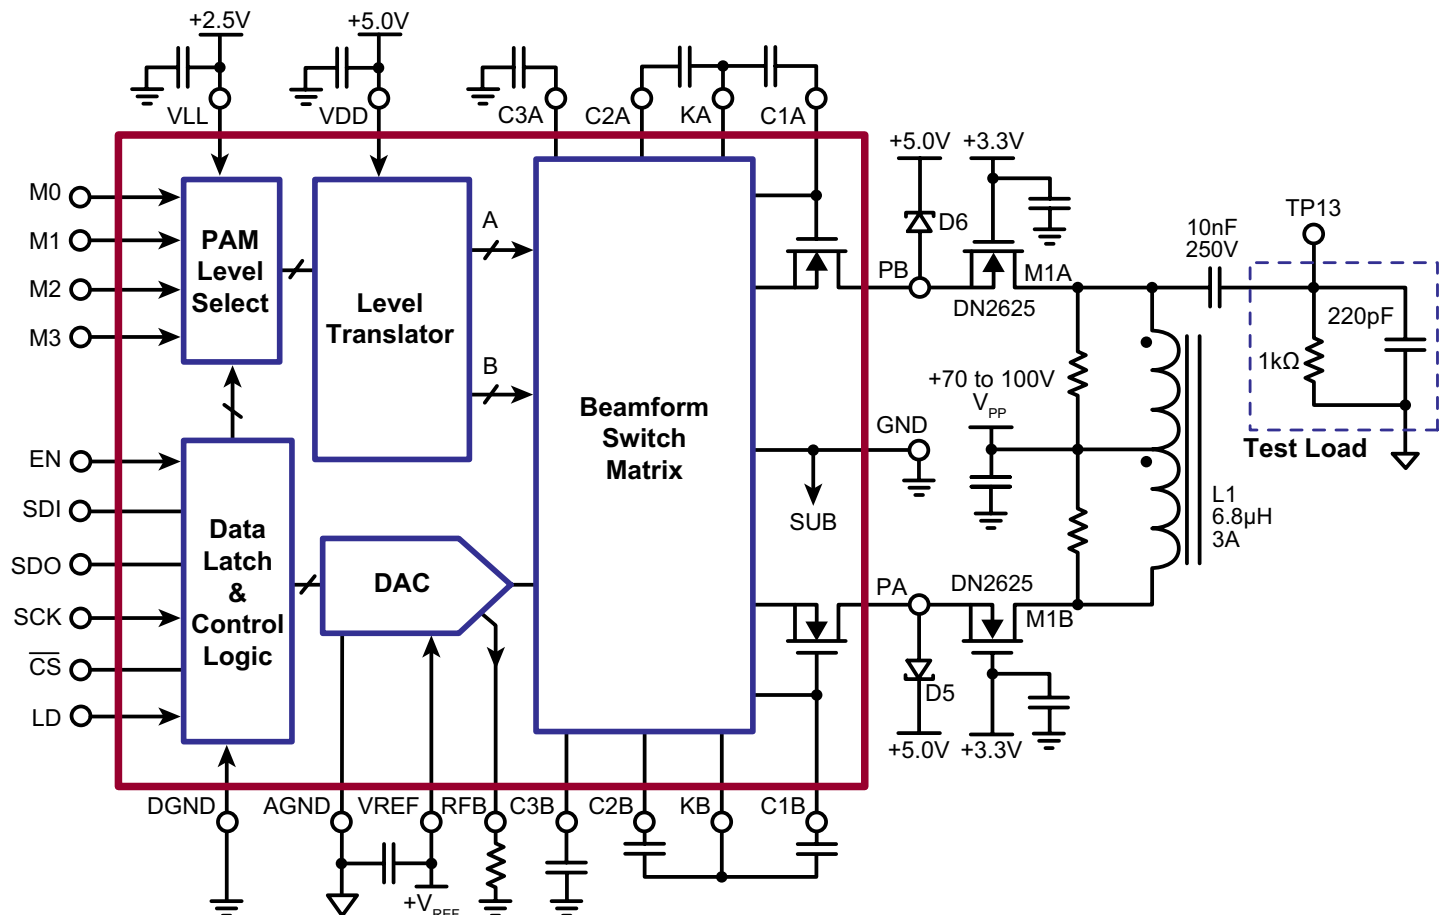 +2.5V
+5.0V
VLL
VDD
C3A
C2A
KA
C1A
M0
M1
M2
M3
PAM
Level
Select
Level
Translator
A
B
Beamform
Switch
Matrix
EN
SDI
SDO
SCK
CS
LD
Data
Latch
&
Control
Logic
DAC
+5.0V
+3.3V
D6
PB
M1A
DN2625
10nF
250V
TP13
220pF
1kΩ
Test Load
+70 to 100V
VPP
GND
SUB
L1
6.8µH
3A
PA
DN2625
M1B
D5
+5.0V
+3.3V
DGND
AGND
VREF
RFB
C3B
C2B
KB
C1B
+VREF